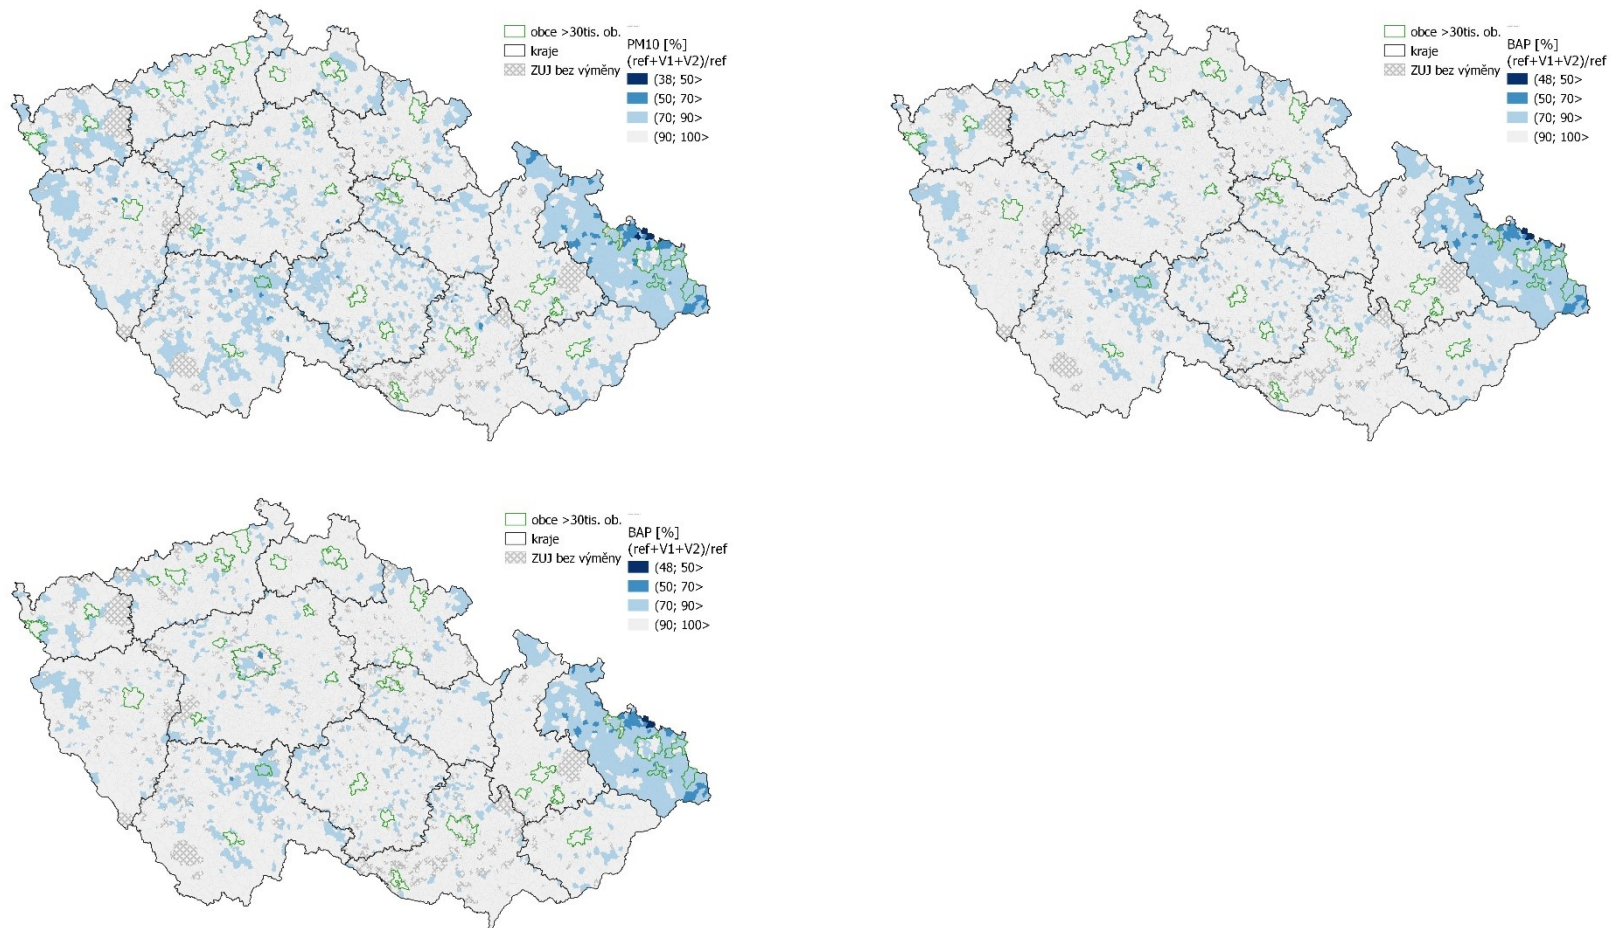 obce >30tis. ob.
kraje
ZUJ bez výměny
PM10 [%]
(ref+V1+V2)/ref
(38; 50>
(50; 70>
(70; 90>
(90; 100>
obce >30tis. ob.
kraje
ZUJ bez výměny
BAP [%]
(ref+V1+V2)/ref
(48; 50>
(50; 70>
(70; 90>
(90; 100>
obce >30tis. ob.
kraje
ZUJ bez výměny
BAP [%]
(ref+V1+V2)/ref
(48; 50>
(50; 70>
(70; 90>
(90; 100>